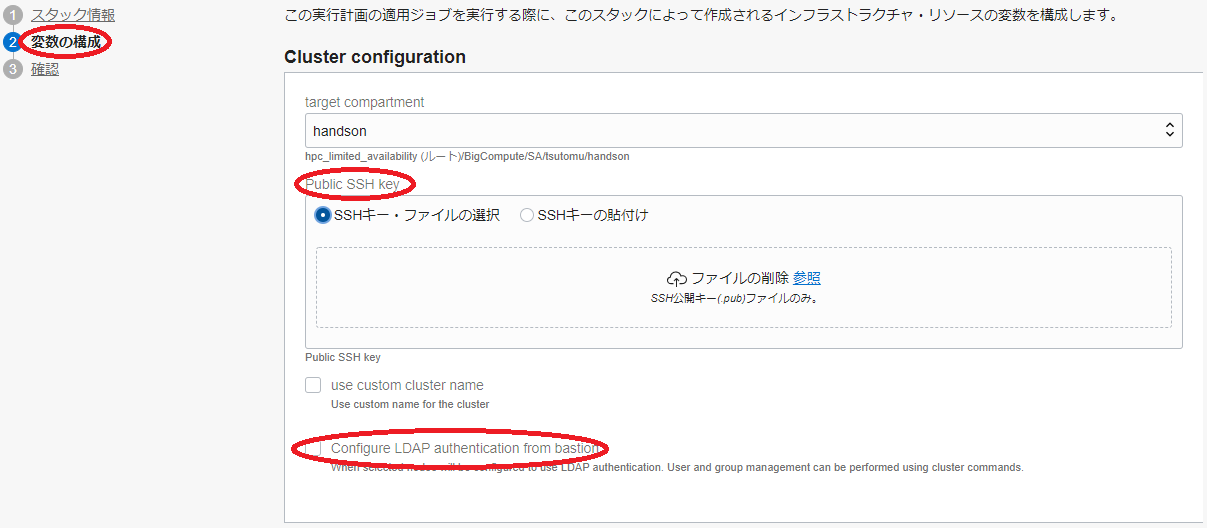 1 スタック情報
2 変数の構成
3 確認
この実行計画の適用ジョブを実行する際に、このスタックによって作成されるインフラストラクチャ・リソースの変数を構成します。
Cluster configuration
target compartment
handson
hpc_limited_availability (ルート)/BigCompute/SA/tsutomu/handson
Public SSH key
SSHキー・ファイルの選択 SSHキーの貼付け
ファイルの削除 参照
SSH公開キー(.pub)ファイルのみ。
Public SSH key
use custom cluster name
Use custom name for the cluster
Configure LDAP authentication from bastion
When selected nodes will be configured to use LDAP authentication. User and group management can be performed using cluster commands.